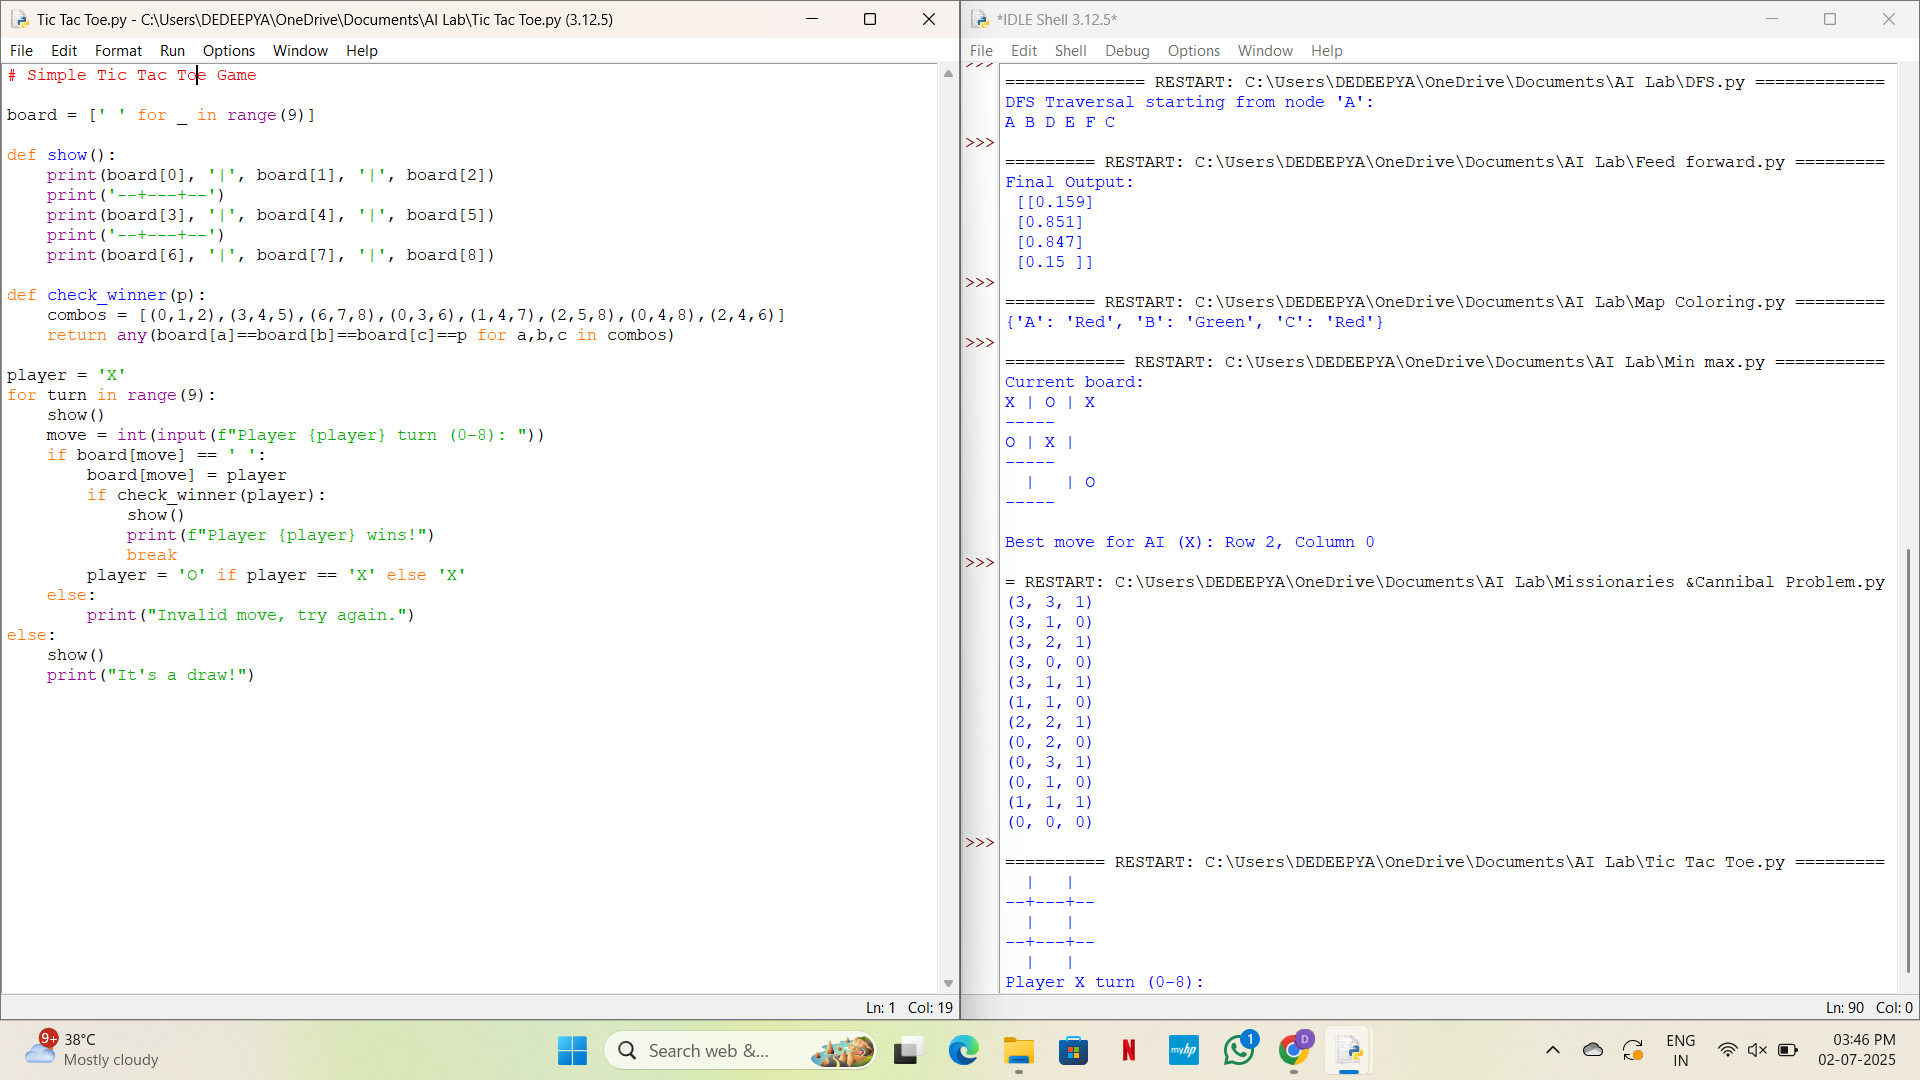 Tic Tac Toe.py - C:\Users\DEDEEPYA\OneDrive\Documents\AI Lab\Tic Tac Toe.py (3.12.5)
File Edit Format Run Options Window Help
# Simple Tic Tac Toe Game

board = [' ' for _ in range(9)]

def show():
    print(board[0], '|', board[1], '|', board[2])
    print('--+---+--')
    print(board[3], '|', board[4], '|', board[5])
    print('--+---+--')
    print(board[6], '|', board[7], '|', board[8])

def check_winner(p):
    combos = [(0,1,2),(3,4,5),(6,7,8),(0,3,6),(1,4,7),(2,5,8),(0,4,8),(2,4,6)]
    return any(board[a]==board[b]==board[c]==p for a,b,c in combos)

player = 'X'
for turn in range(9):
    show()
    move = int(input(f"Player {player} turn (0-8): "))
    if board[move] == ' ':
        board[move] = player
        if check_winner(player):
            show()
            print(f"Player {player} wins!")
            break
        player = 'O' if player == 'X' else 'X'
    else:
        print("Invalid move, try again.")
else:
    show()
    print("It's a draw!")
Ln: 1 Col: 19
*IDLE Shell 3.12.5*
File Edit Shell Debug Options Window Help
>>>
============== RESTART: C:\Users\DEDEEPYA\OneDrive\Documents\AI Lab\DFS.py =============
DFS Traversal starting from node 'A':
A B D E F C
>>>
========= RESTART: C:\Users\DEDEEPYA\OneDrive\Documents\AI Lab\Feed forward.py =========
Final Output:
 [[0.159]
 [0.851]
 [0.847]
 [0.15 ]]
>>>
========= RESTART: C:\Users\DEDEEPYA\OneDrive\Documents\AI Lab\Map Coloring.py =========
{'A': 'Red', 'B': 'Green', 'C': 'Red'}
>>>
============ RESTART: C:\Users\DEDEEPYA\OneDrive\Documents\AI Lab\Min max.py ===========
Current board:
X | O | X
-----
O | X |
-----
  |   | O
-----

Best move for AI (X): Row 2, Column 0
>>>
= RESTART: C:\Users\DEDEEPYA\OneDrive\Documents\AI Lab\Missionaries &Cannibal Problem.py
(3, 3, 1)
(3, 1, 0)
(3, 2, 1)
(3, 0, 0)
(3, 1, 1)
(1, 1, 0)
(2, 2, 1)
(0, 2, 0)
(0, 3, 1)
(0, 1, 0)
(1, 1, 1)
(0, 0, 0)
>>>
========== RESTART: C:\Users\DEDEEPYA\OneDrive\Documents\AI Lab\Tic Tac Toe.py =========
  |   |
--+---+--
  |   |
--+---+--
  |   |
Player X turn (0-8):
Ln: 90 Col: 0
9+
38°C
Mostly cloudy
Search web &...
N
myhp
1
D
ENG
IN
03:46 PM
02-07-2025